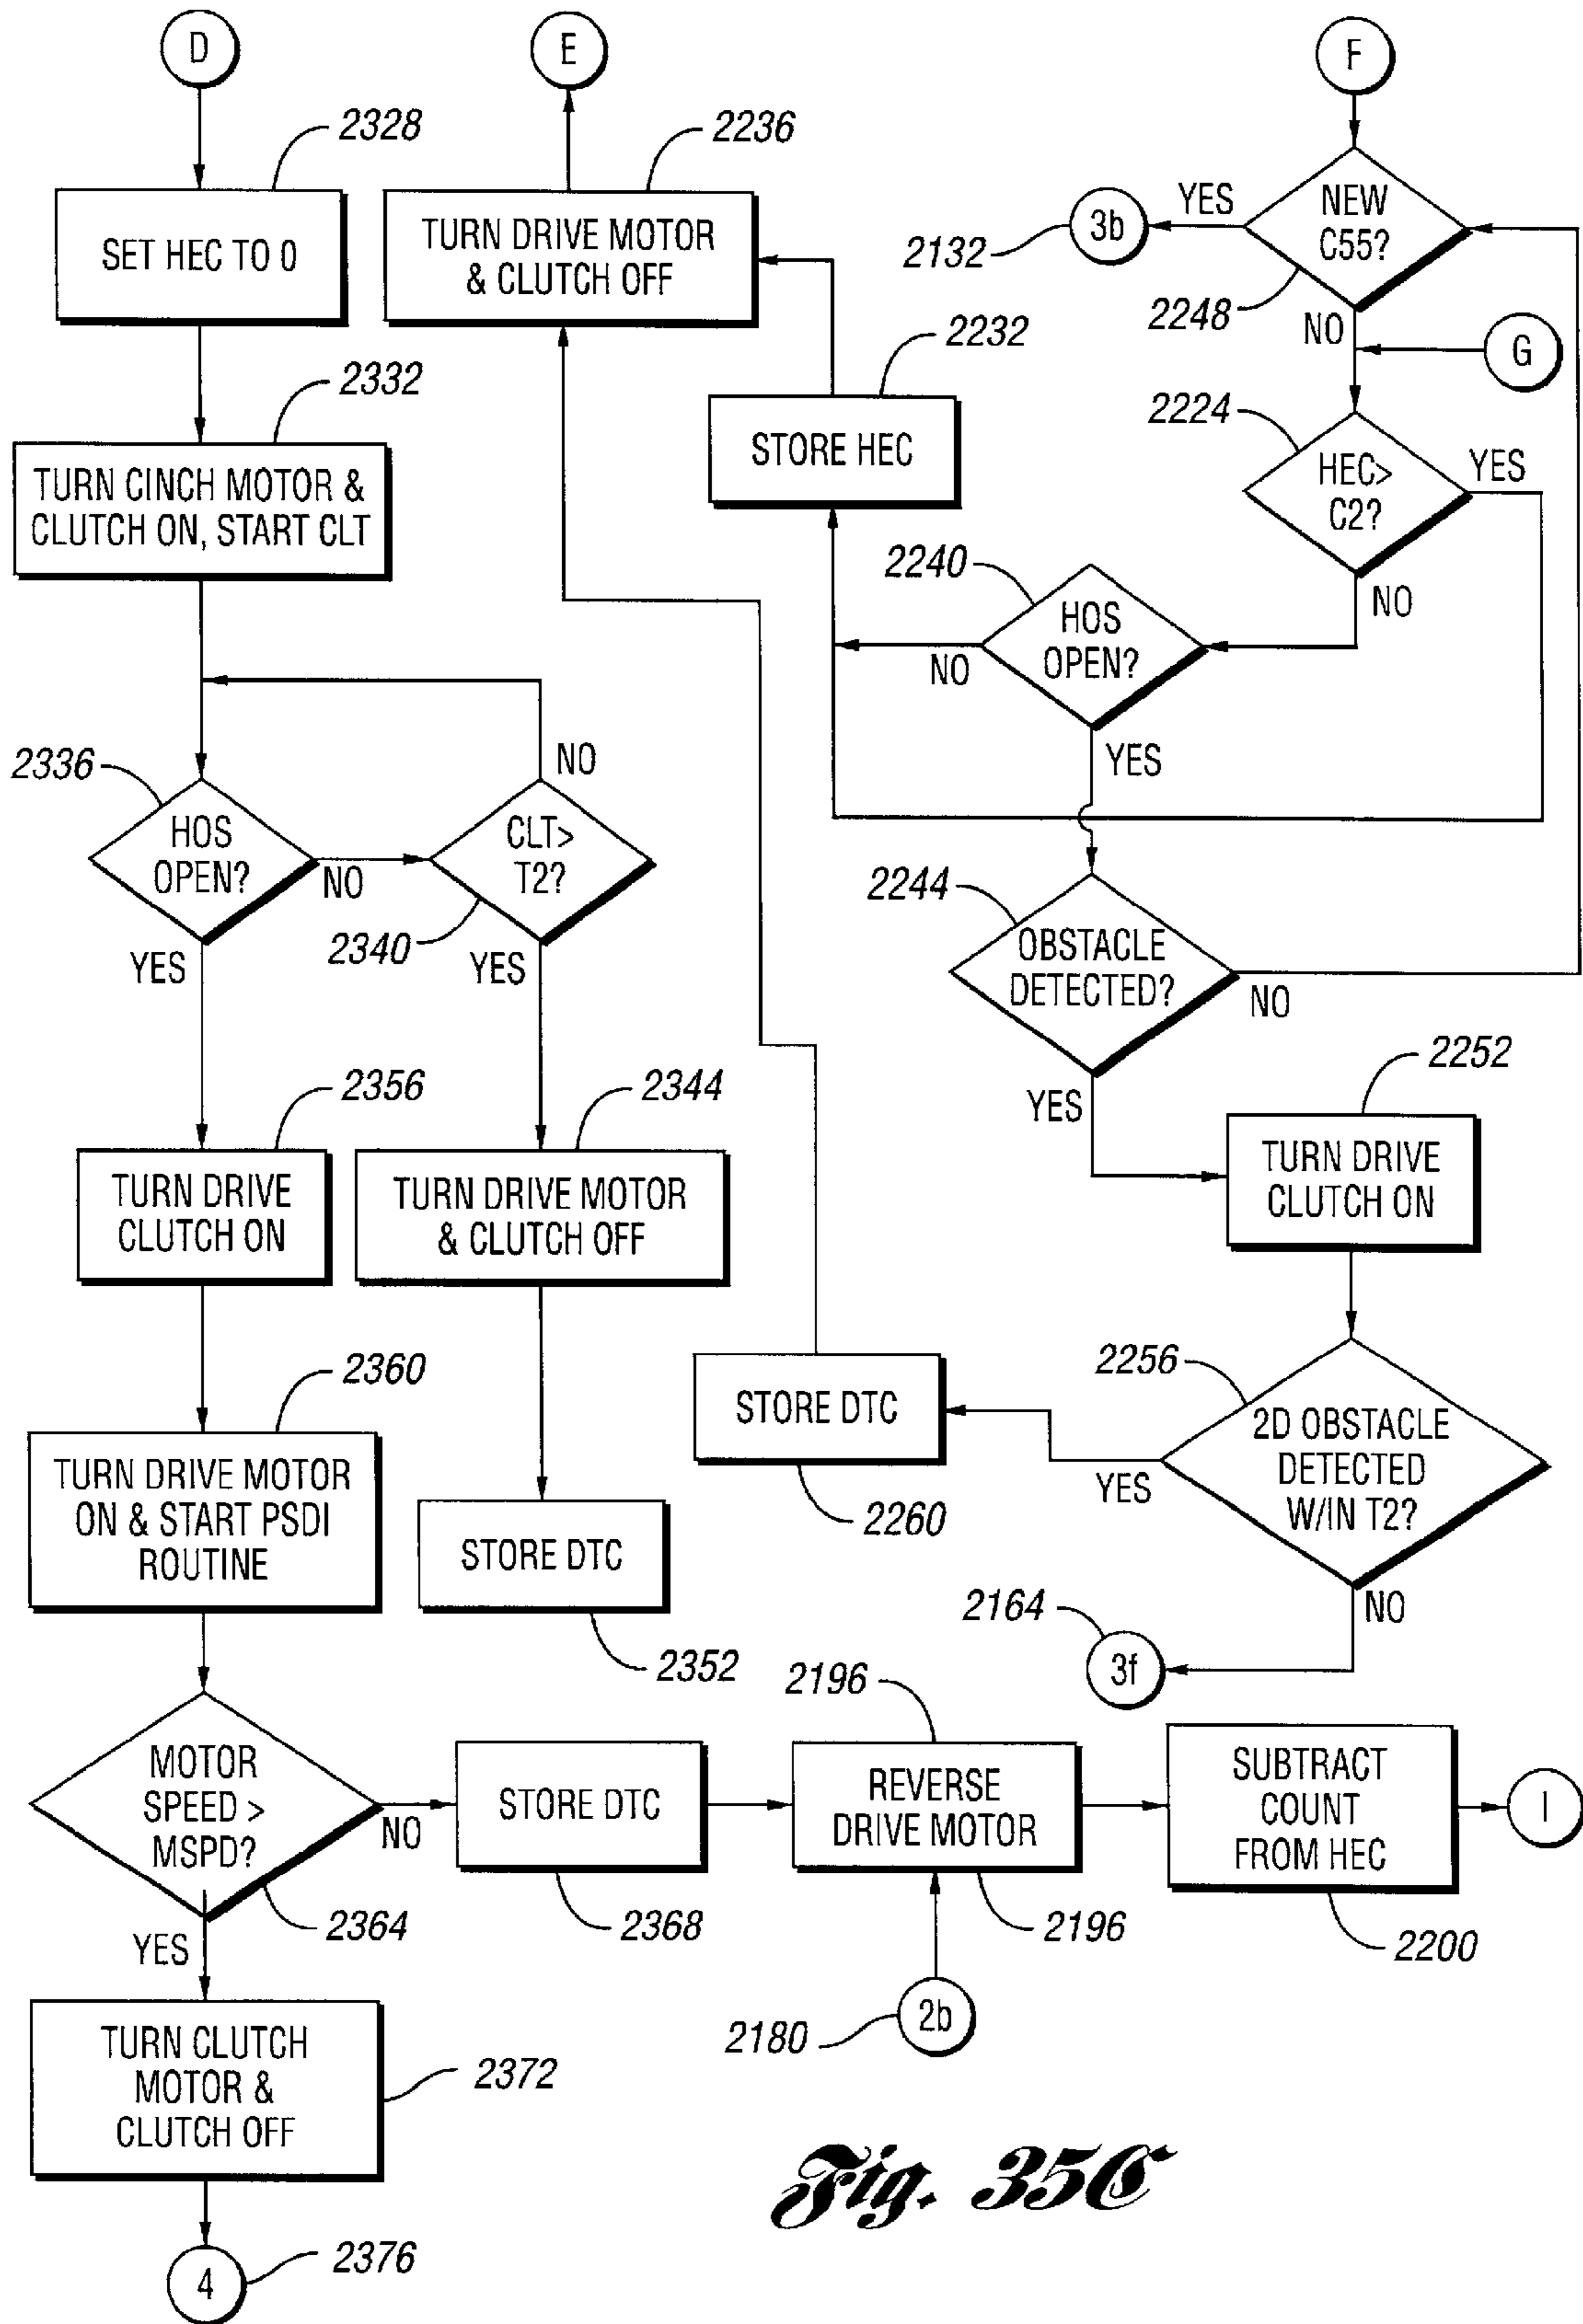 D
E
F
2328
SET HEC TO 0
2236
TURN DRIVE MOTOR
& CLUTCH OFF
NEW
C55?
YES
3b
2132
2248
NO
G
2332
TURN CINCH MOTOR &
CLUTCH ON, START CLT
2232
STORE HEC
2224
HEC>
C2?
YES
NO
2240
HOS
OPEN?
NO
YES
2336
HOS
OPEN?
NO
YES
CLT>
T2?
NO
2340
YES
2244
OBSTACLE
DETECTED?
NO
YES
2356
TURN DRIVE
CLUTCH ON
2344
TURN DRIVE MOTOR
& CLUTCH OFF
2252
TURN DRIVE
CLUTCH ON
2360
TURN DRIVE MOTOR
ON & START PSDI
ROUTINE
STORE DTC
2352
STORE DTC
2260
2256
2D OBSTACLE
DETECTED
W/IN T2?
YES
NO
2164
3f
MOTOR
SPEED >
MSPD?
NO
2364
YES
STORE DTC
2368
2196
REVERSE
DRIVE MOTOR
2196
SUBTRACT
COUNT
FROM HEC
2200
I
2b
2180
TURN CLUTCH
MOTOR &
CLUTCH OFF
2372
4
2376
Fig. 35C